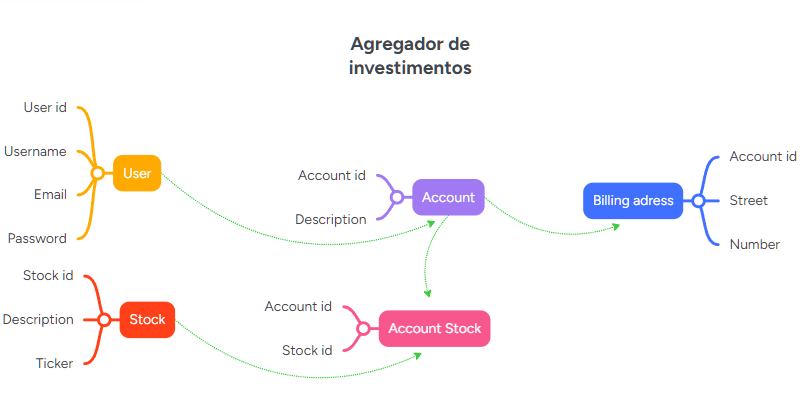 Agregador de
investimentos
User id
Username
Email
Password
User
Account id
Description
Account
Billing adress
Account id
Street
Number
Stock id
Description
Ticker
Stock
Account id
Stock id
Account Stock